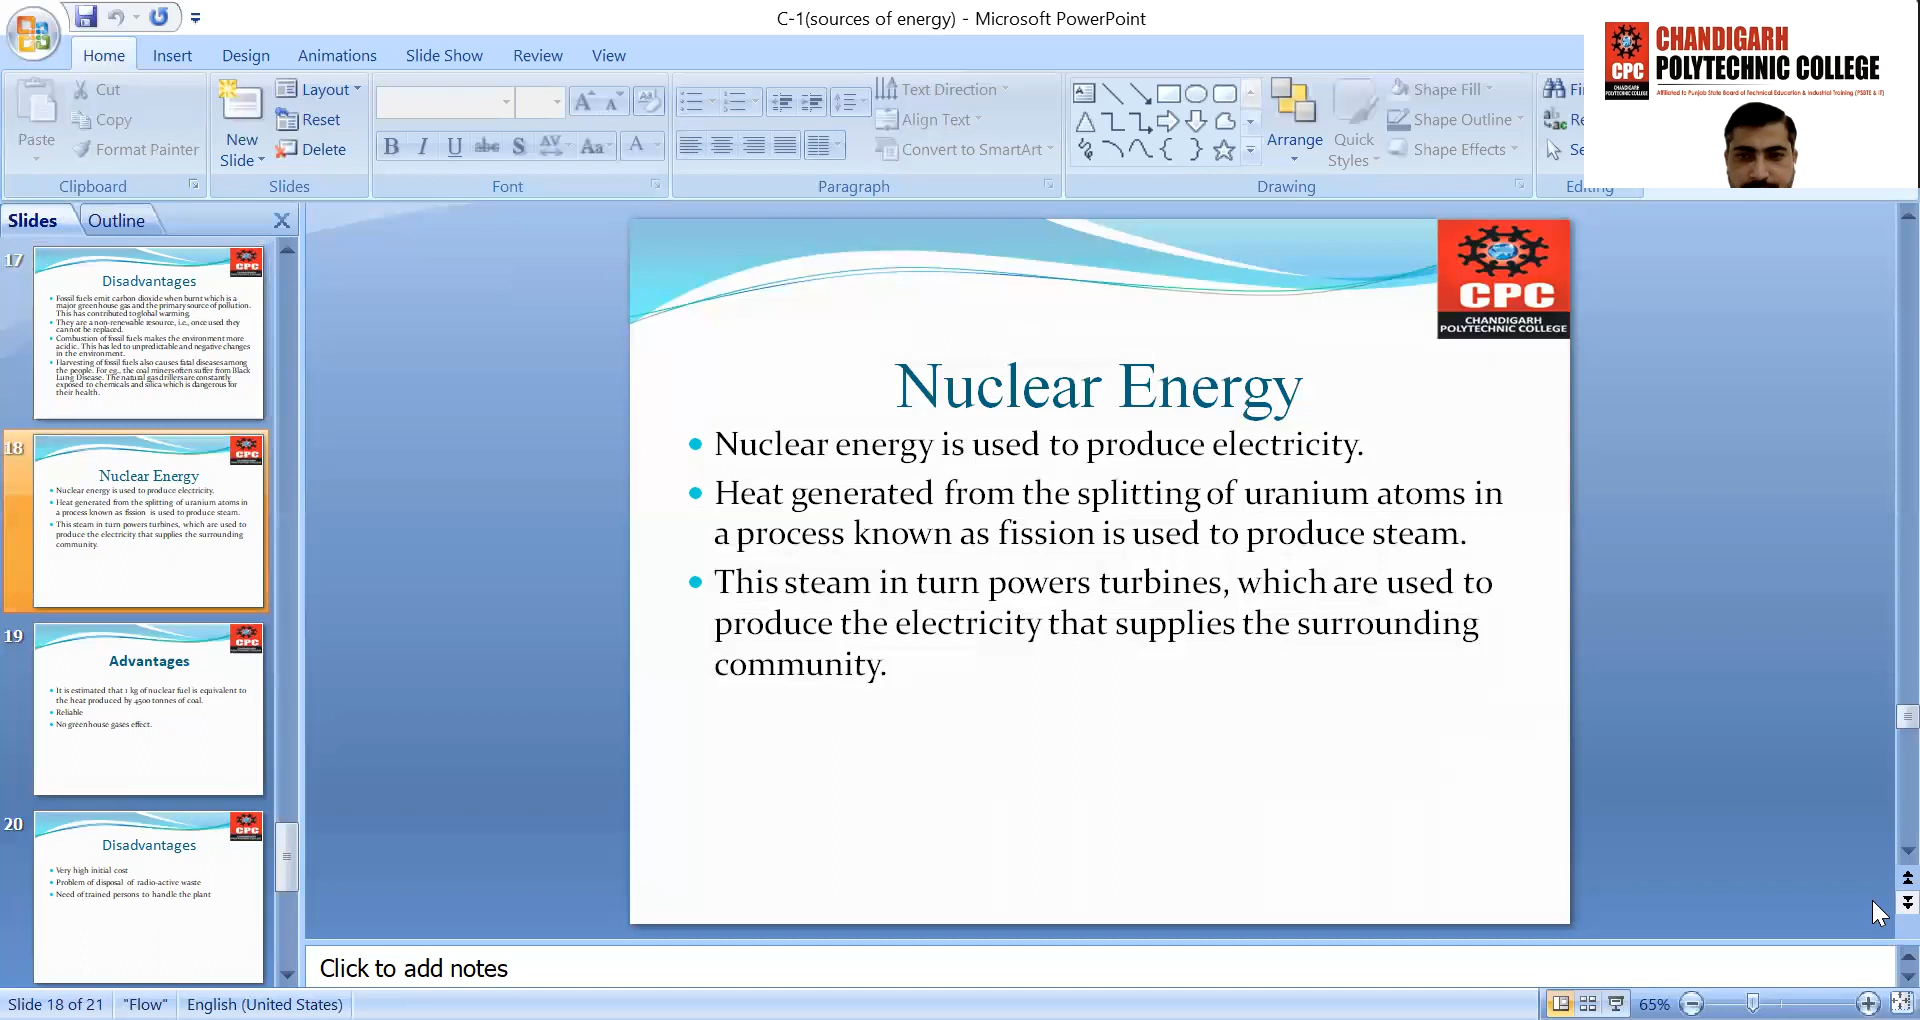 C-1(sources of energy) - Microsoft PowerPoint
Home Insert Design Animations Slide Show Review View
CHANDIGARH
POLYTECHNIC COLLEGE
CPC
CHANDIGARH
POLYTECHNIC COLLEGE
Affiliated to Punjab State Board of Technical Education & Industrial Training (PSBTE & IT)
Paste
Cut
Copy
Format Painter
Clipboard
New
Slide
Layout
Reset
Delete
Slides
B I U abc S AV Aa A
Font
Text Direction
Align Text
Convert to SmartArt
Paragraph
Arrange
Quick
Styles
Shape Fill
Shape Outline
Shape Effects
Drawing
Editing
Slides Outline
17
CPC
Disadvantages
Fossil fuels emit carbon dioxide when burnt which is a
major greenhouse gas and the primary source of pollution.
This has contributed to global warming.
They are a non-renewable resource, i.e., once used they
cannot be replaced.
Combustion of fossil fuels makes the environment more
acidic. This has led to unpredictable and negative changes
in the environment.
Harvesting of fossil fuels also causes fatal diseases among
the people. For eg., the coal miners often suffer from Black
Lung Disease. The natural gas drillers are constantly
exposed to chemicals and silica which is dangerous for
their health.
18
CPC
Nuclear Energy
Nuclear energy is used to produce electricity.
Heat generated from the splitting of uranium atoms in
a process known as fission is used to produce steam.
This steam in turn powers turbines, which are used to
produce the electricity that supplies the surrounding
community.
19
CPC
Advantages
It is estimated that 1 kg of nuclear fuel is equivalent to
the heat produced by 4500 tonnes of coal.
Reliable
No greenhouse gases effect.
20
CPC
Disadvantages
Very high initial cost
Problem of disposal of radio-active waste
Need of trained persons to handle the plant
CPC
CHANDIGARH
POLYTECHNIC COLLEGE
Nuclear Energy
Nuclear energy is used to produce electricity.
Heat generated from the splitting of uranium atoms in
a process known as fission is used to produce steam.
This steam in turn powers turbines, which are used to
produce the electricity that supplies the surrounding
community.
Click to add notes
Slide 18 of 21 "Flow" English (United States)
65%